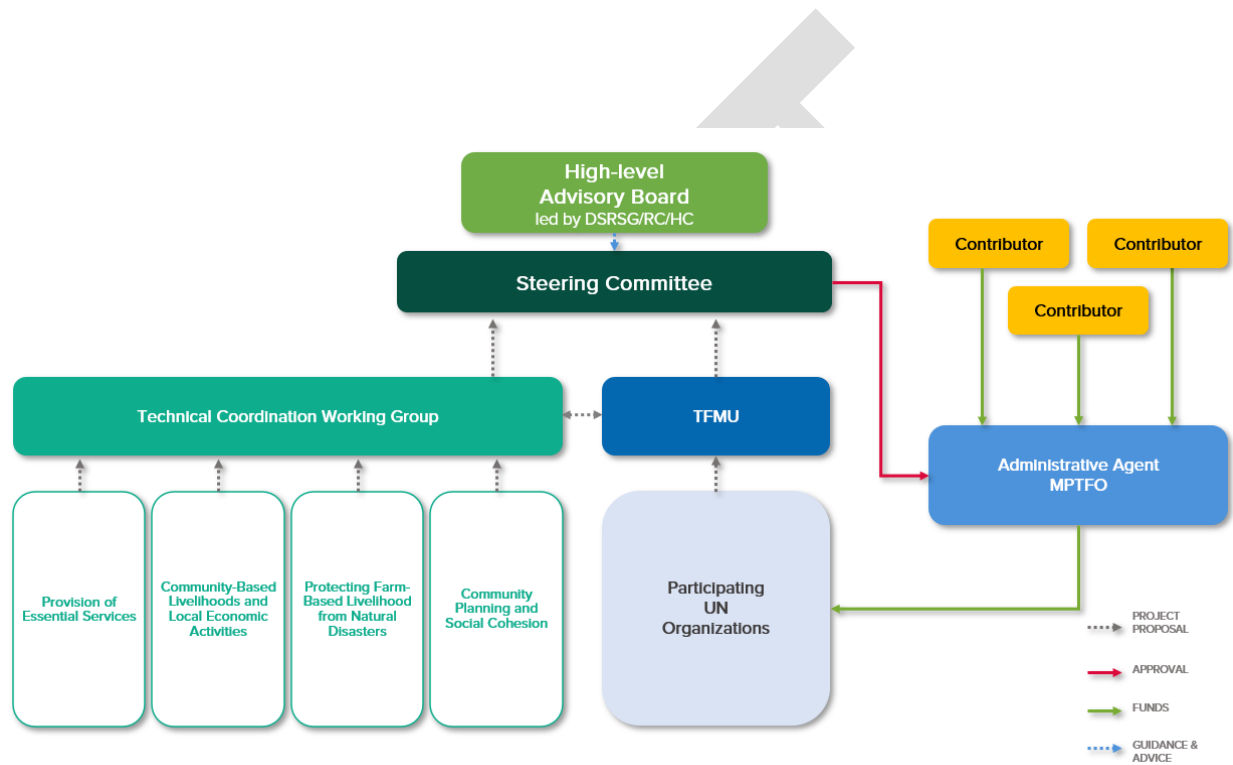 High-level
Advisory Board
led by DSRSG/RC/HC
Steering Committee
Contributor
Contributor
Contributor
Technical Coordination Working Group
TFMU
Administrative Agent
MPTFO
Provision of
Essential Services
Community-Based
Livelihoods and
Local Economic
Activities
Protecting Farm-
Based Livelihood
from Natural
Disasters
Community
Planning and
Social Cohesion
Participating
UN
Organizations
PROJECT
PROPOSAL
APPROVAL
FUNDS
GUIDANCE &
ADVICE